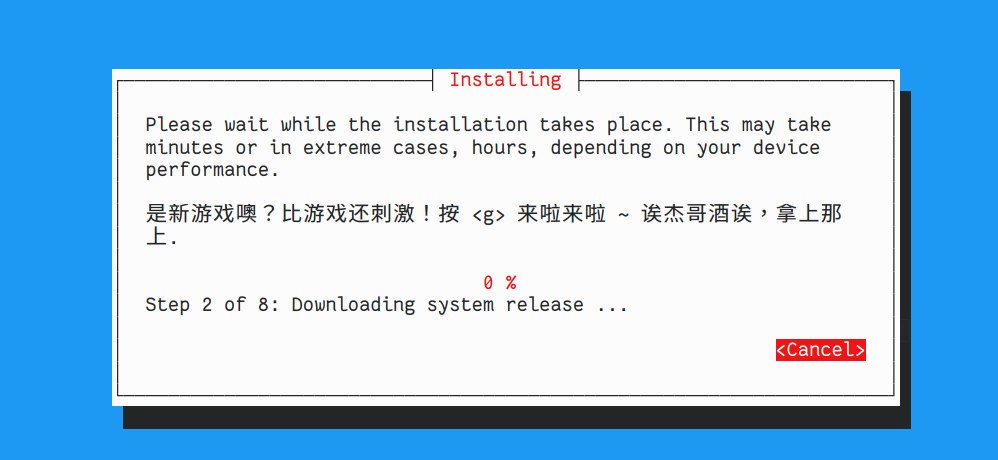 Installing
Please wait while the installation takes place. This may take
minutes or in extreme cases, hours, depending on your device
performance.
是新游戏噢？比游戏还刺激！按 <g> 来啦来啦 ~ 诶杰哥酒诶，拿上那
上.
0 %
Step 2 of 8: Downloading system release ...
<Cancel>